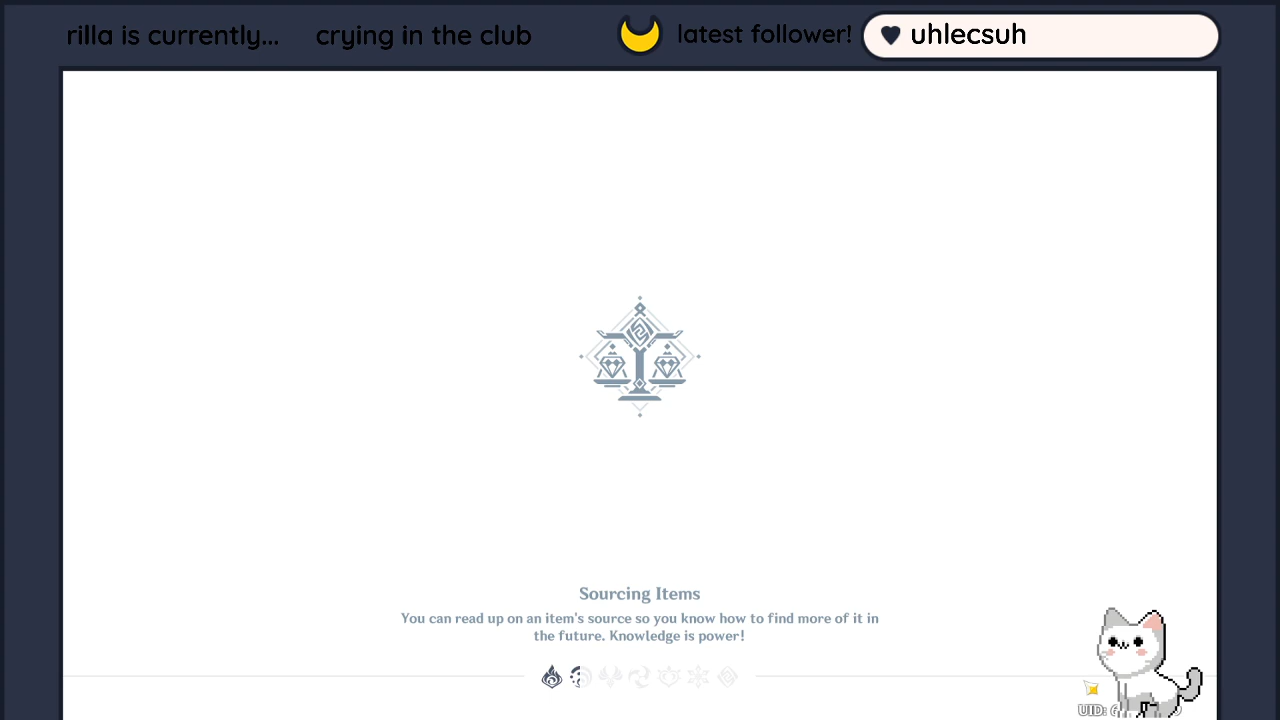 rilla is currently... crying in the club latest follower! uhlecsuh
Sourcing Items
You can read up on an item's source so you know how to find more of it in
the future. Knowledge is power!
UID: